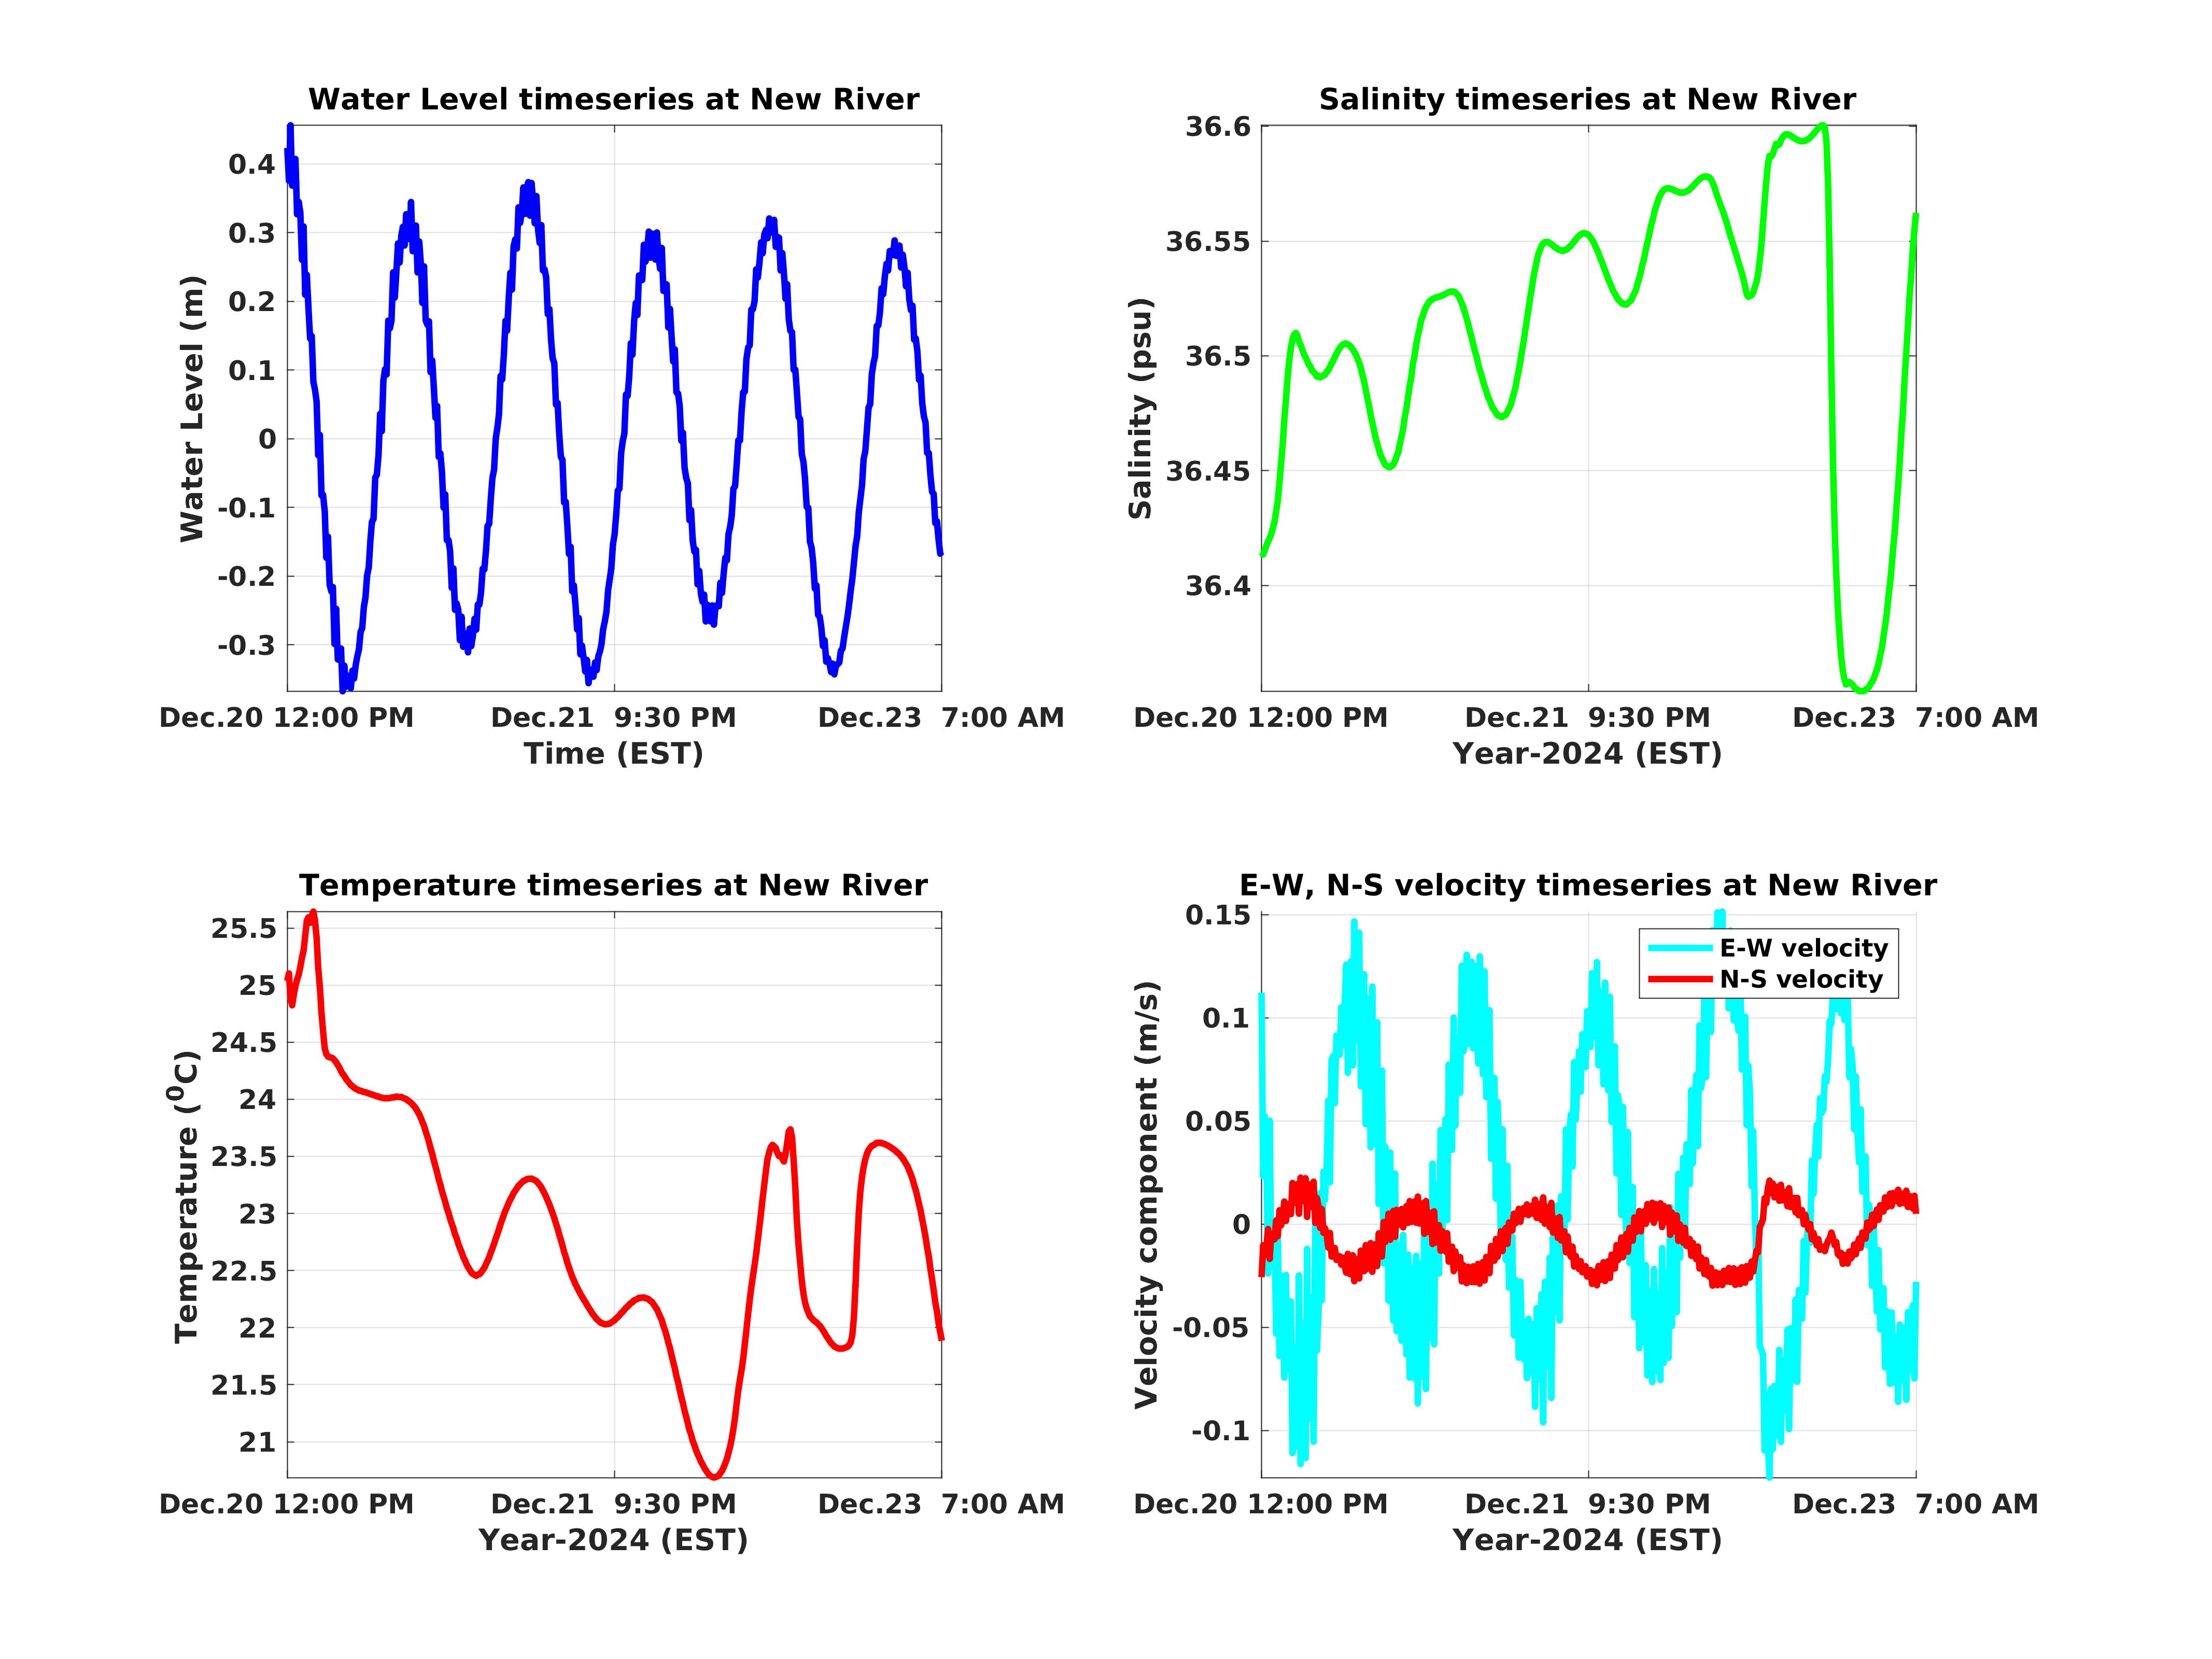 Water Level timeseries at New River
Water Level (m)
0.4
0.3
0.2
0.1
0
-0.1
-0.2
-0.3
Dec.20 12:00 PM
Dec.21 9:30 PM
Dec.23 7:00 AM
Time (EST)
Salinity timeseries at New River
Salinity (psu)
36.6
36.55
36.5
36.45
36.4
Dec.20 12:00 PM
Dec.21 9:30 PM
Dec.23 7:00 AM
Year-2024 (EST)
Temperature timeseries at New River
Temperature (⁰C)
25.5
25
24.5
24
23.5
23
22.5
22
21.5
21
Dec.20 12:00 PM
Dec.21 9:30 PM
Dec.23 7:00 AM
Year-2024 (EST)
E-W, N-S velocity timeseries at New River
Velocity component (m/s)
0.15
0.1
0.05
0
-0.05
-0.1
E-W velocity
N-S velocity
Dec.20 12:00 PM
Dec.21 9:30 PM
Dec.23 7:00 AM
Year-2024 (EST)